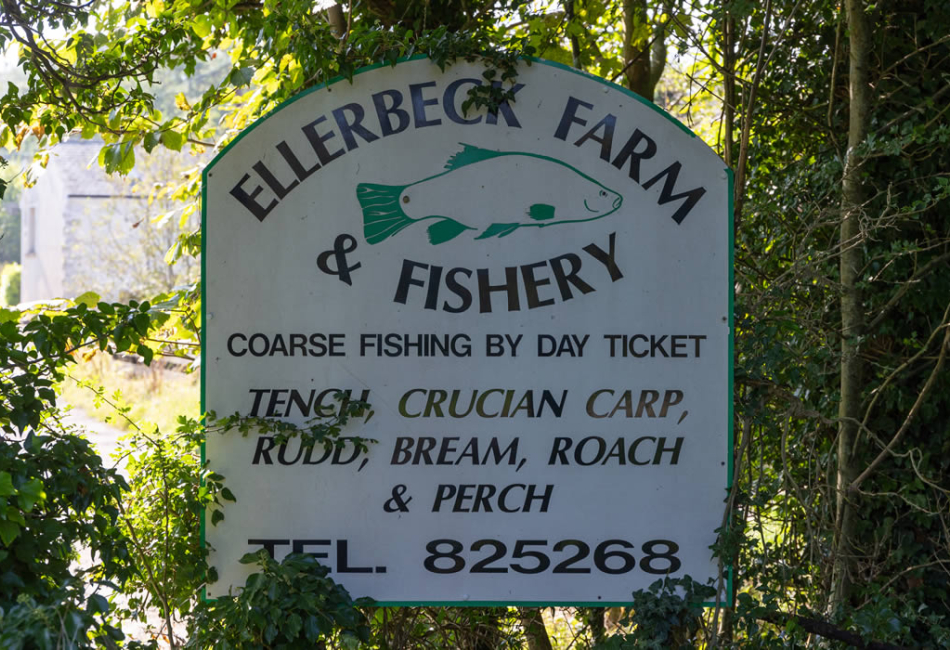 ELLERBECK FARM
& FISHERY
COARSE FISHING BY DAY TICKET
TENCH, CRUCIAN CARP,
RUDD, BREAM, ROACH
& PERCH
TEL. 825268